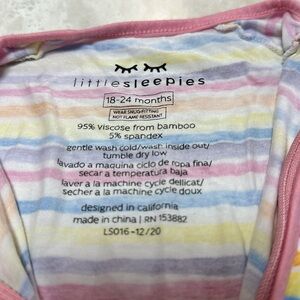 littlesleepies
18-24 months
WEAR SNUG-FITTING
NOT FLAME RESISTANT
95% viscose from bamboo
5% spandex
gentle wash cold/wash inside out/
tumble dry low
lavado a maquina ciclo de ropa fina/
secar a temperatura baja
laver a la machine cycle delicat/
secher a la machine cycle doux
designed in california
made in china | RN 153882
LS016-12/20